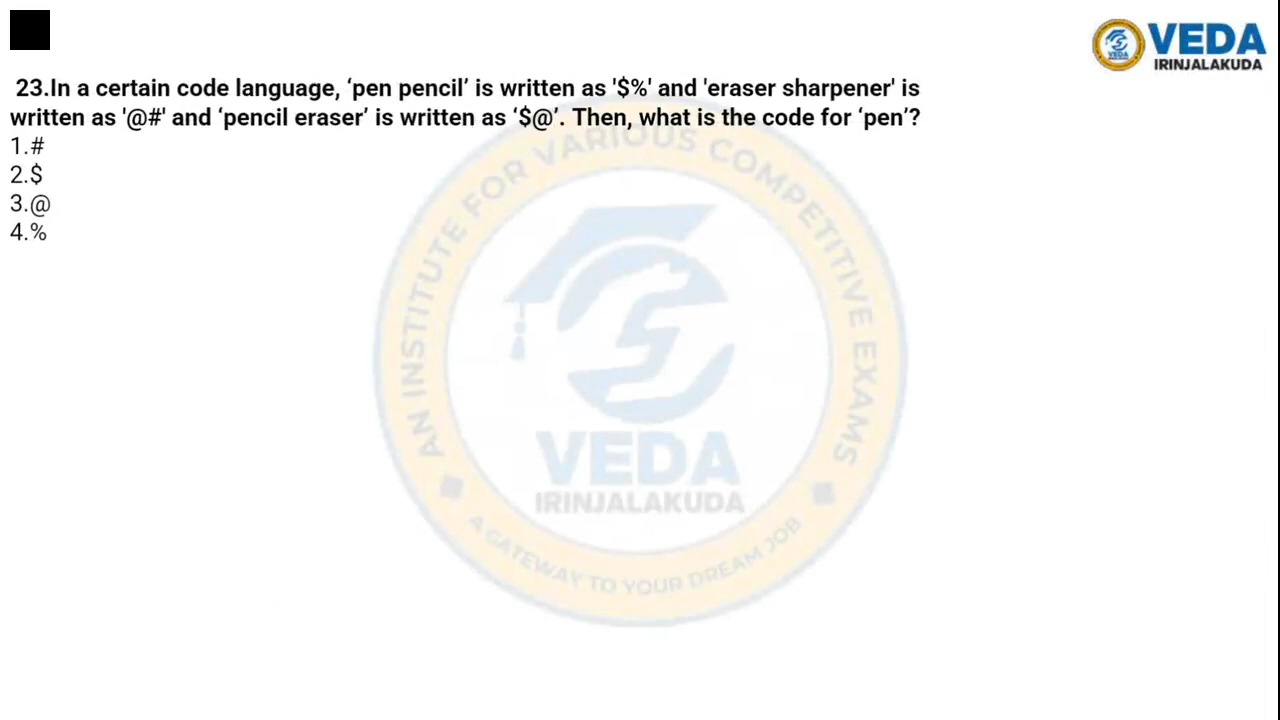 VEDA
IRINJALAKUDA
23.In a certain code language, ‘pen pencil’ is written as '$%' and 'eraser sharpener' is
written as '@#' and ‘pencil eraser’ is written as ‘$@’. Then, what is the code for ‘pen’?
1.#
2.$
3.@
4.%
AN INSTITUTE FOR VARIOUS COMPETITIVE EXAMS
VEDA
IRINJALAKUDA
A GATEWAY TO YOUR DREAM JOB